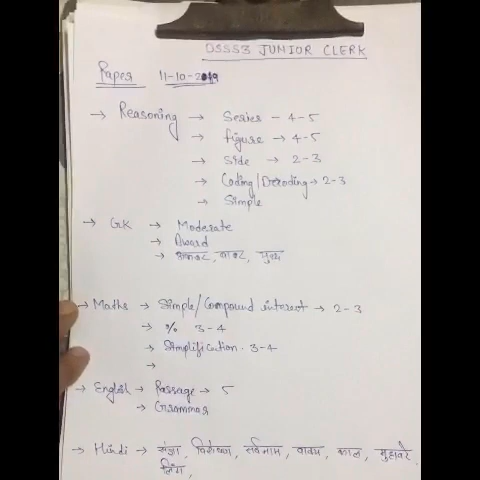 DSSSB JUNIOR CLERK
Paper 11-10-2019
→ Reasoning → Series - 4-5
→ figure → 4-5
→ Side → 2-3
→ Coding/Decoding → 2-3
→ Simple
→ GK → Moderate
→ Award
→ अकबर, बाबर,
→ Maths → Simple/Compound interest → 2-3
→ % 3-4
→ Simplification. 3-4
→
→ English → Passage → 5
→ Grammar
→ Hindi → संज्ञा, विशेषण, सर्वनाम, वाक्य, काल, मुहावरे,
लिंग,